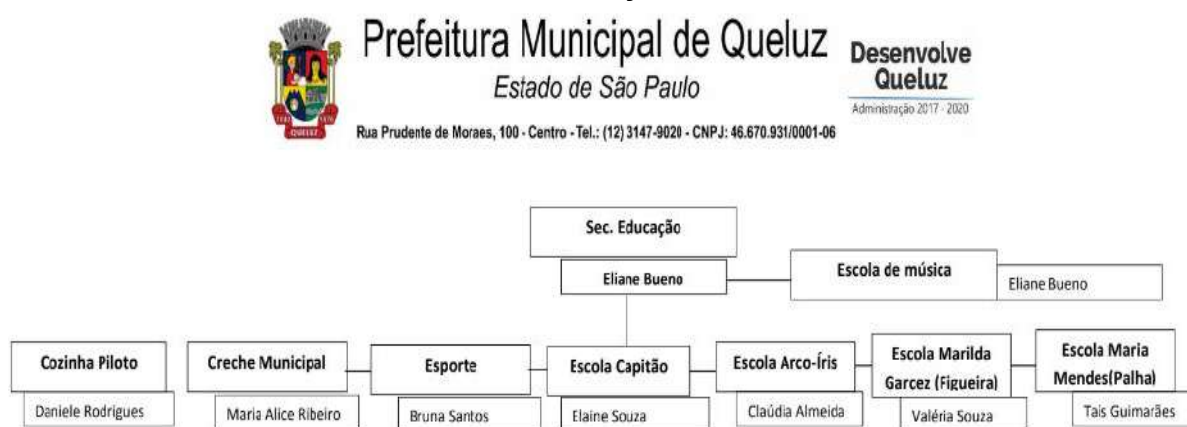 Prefeitura Municipal de Queluz
Estado de São Paulo
Rua Prudente de Moraes, 100 - Centro - Tel.: (12) 3147-9020 - CNPJ: 46.670.931/0001-06
Desenvolve
Queluz
Administração 2017 - 2020
QUELUZ
Sec. Educação
Eliane Bueno
Escola de música
Eliane Bueno
Cozinha Piloto
Daniele Rodrigues
Creche Municipal
Maria Alice Ribeiro
Esporte
Bruna Santos
Escola Capitão
Elaine Souza
Escola Arco-Íris
Claúdia Almeida
Escola Marilda
Garcez (Figueira)
Valéria Souza
Escola Maria
Mendes(Palha)
Tais Guimarães